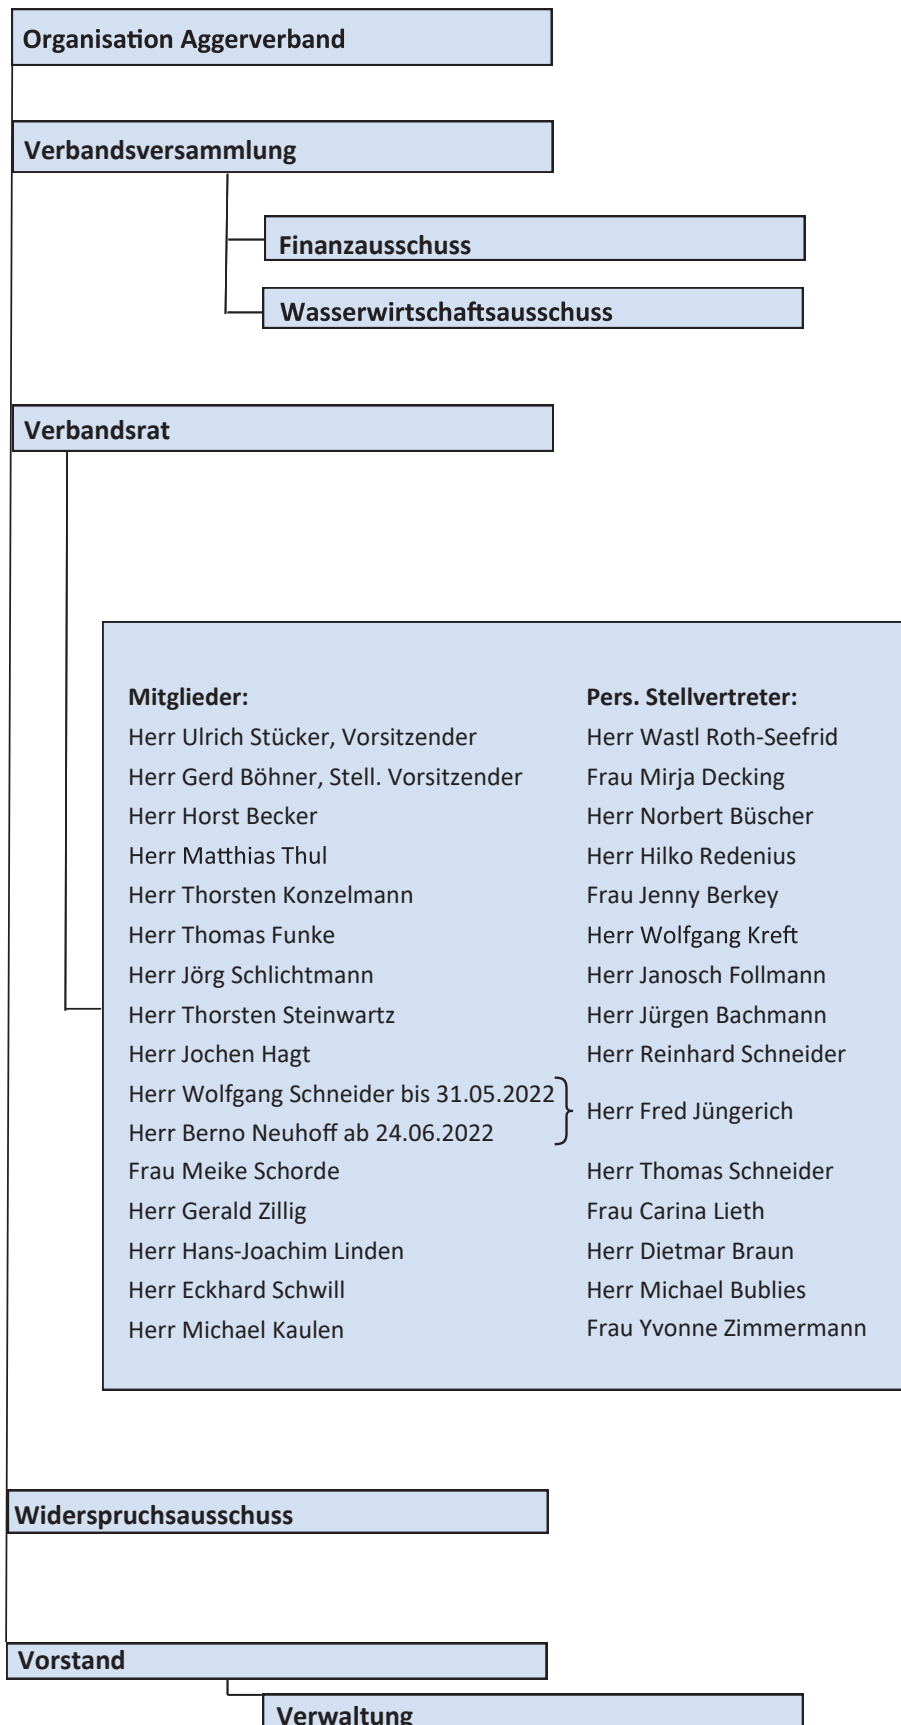 Organisation Aggerverband
Verbandsversammlung
Finanzausschuss
Wasserwirtschaftsausschuss
Verbandsrat
Mitglieder: Pers. Stellvertreter:
Herr Ulrich Stücker, Vorsitzender Herr Wastl Roth-Seefrid
Herr Gerd Böhner, Stell. Vorsitzender Frau Mirja Decking
Herr Horst Becker Herr Norbert Büscher
Herr Matthias Thul Herr Hilko Redenius
Herr Thorsten Konzelmann Frau Jenny Berkey
Herr Thomas Funke Herr Wolfgang Kreft
Herr Jörg Schlichtmann Herr Janosch Follmann
Herr Thorsten Steinwartz Herr Jürgen Bachmann
Herr Jochen Hagt Herr Reinhard Schneider
Herr Wolfgang Schneider bis 31.05.2022
Herr Fred Jüngerich
Herr Berno Neuhoff ab 24.06.2022
Frau Meike Schorde Herr Thomas Schneider
Herr Gerald Zillig Frau Carina Lieth
Herr Hans-Joachim Linden Herr Dietmar Braun
Herr Eckhard Schwill Herr Michael Bublies
Herr Michael Kaulen Frau Yvonne Zimmermann
Widerspruchsausschuss
Vorstand
Verwaltung